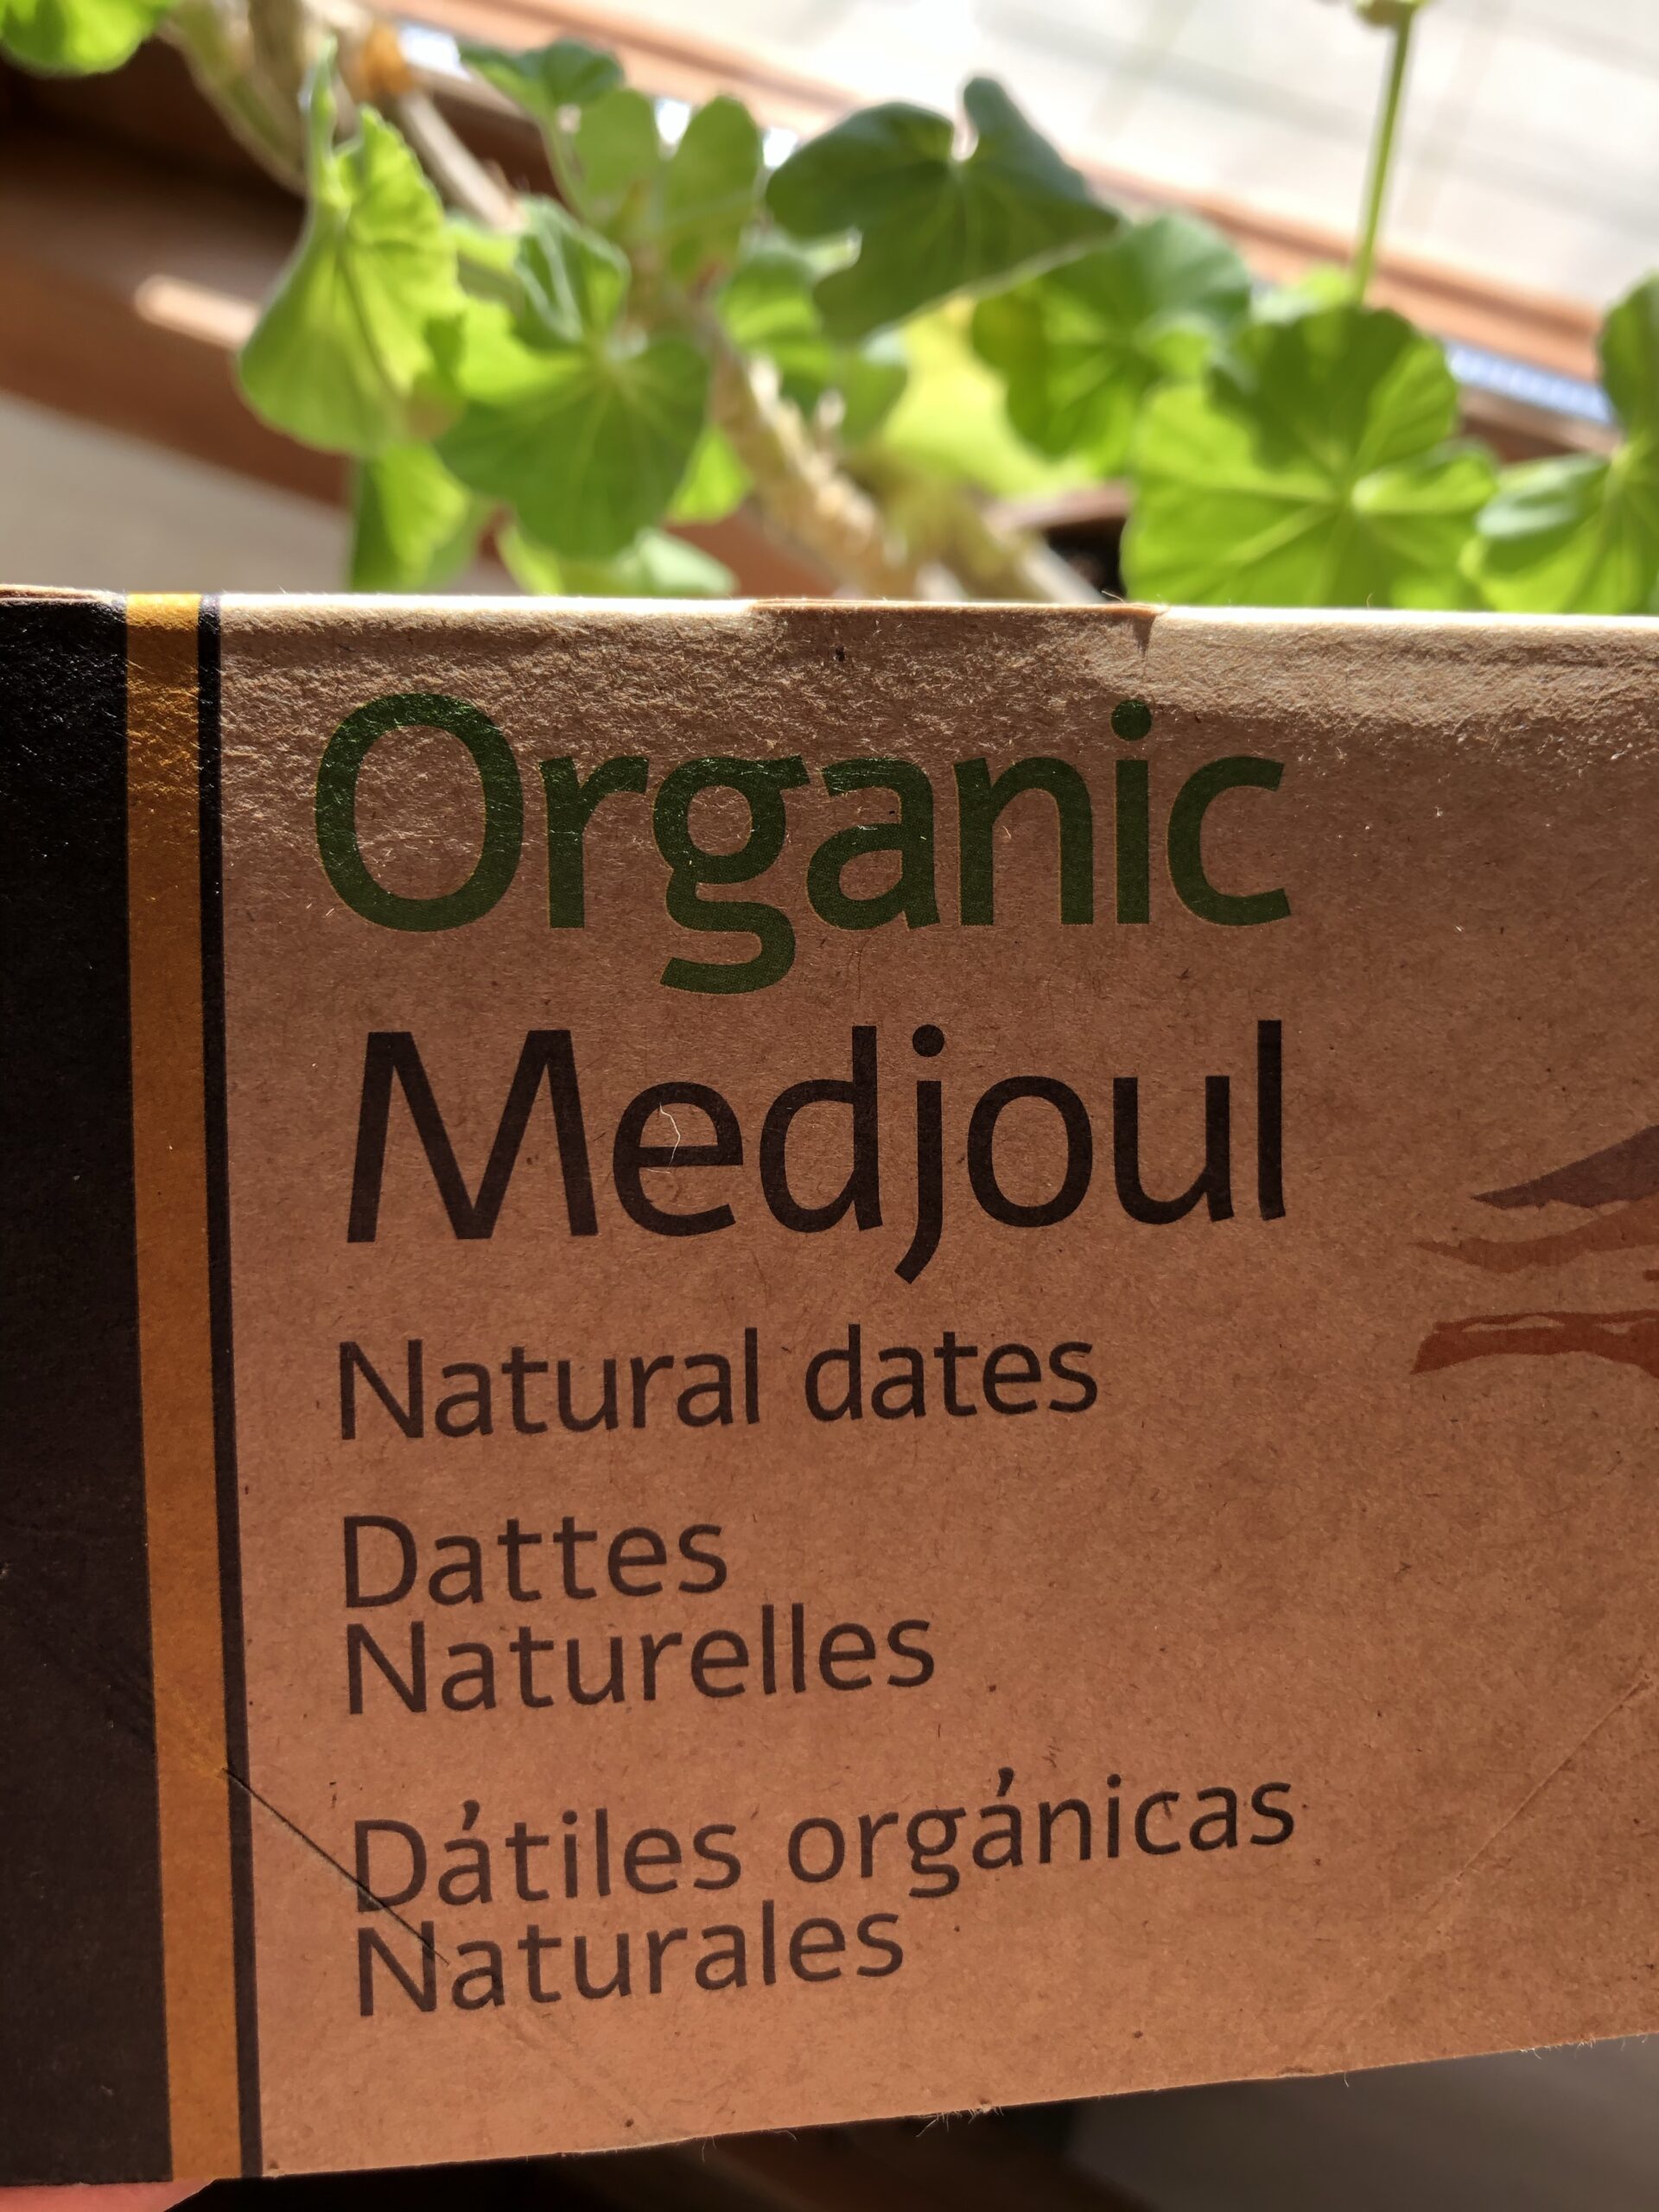 Organic
Medjoul
Natural dates
Dattes
Naturelles
Dátiles orgánicas
Naturales